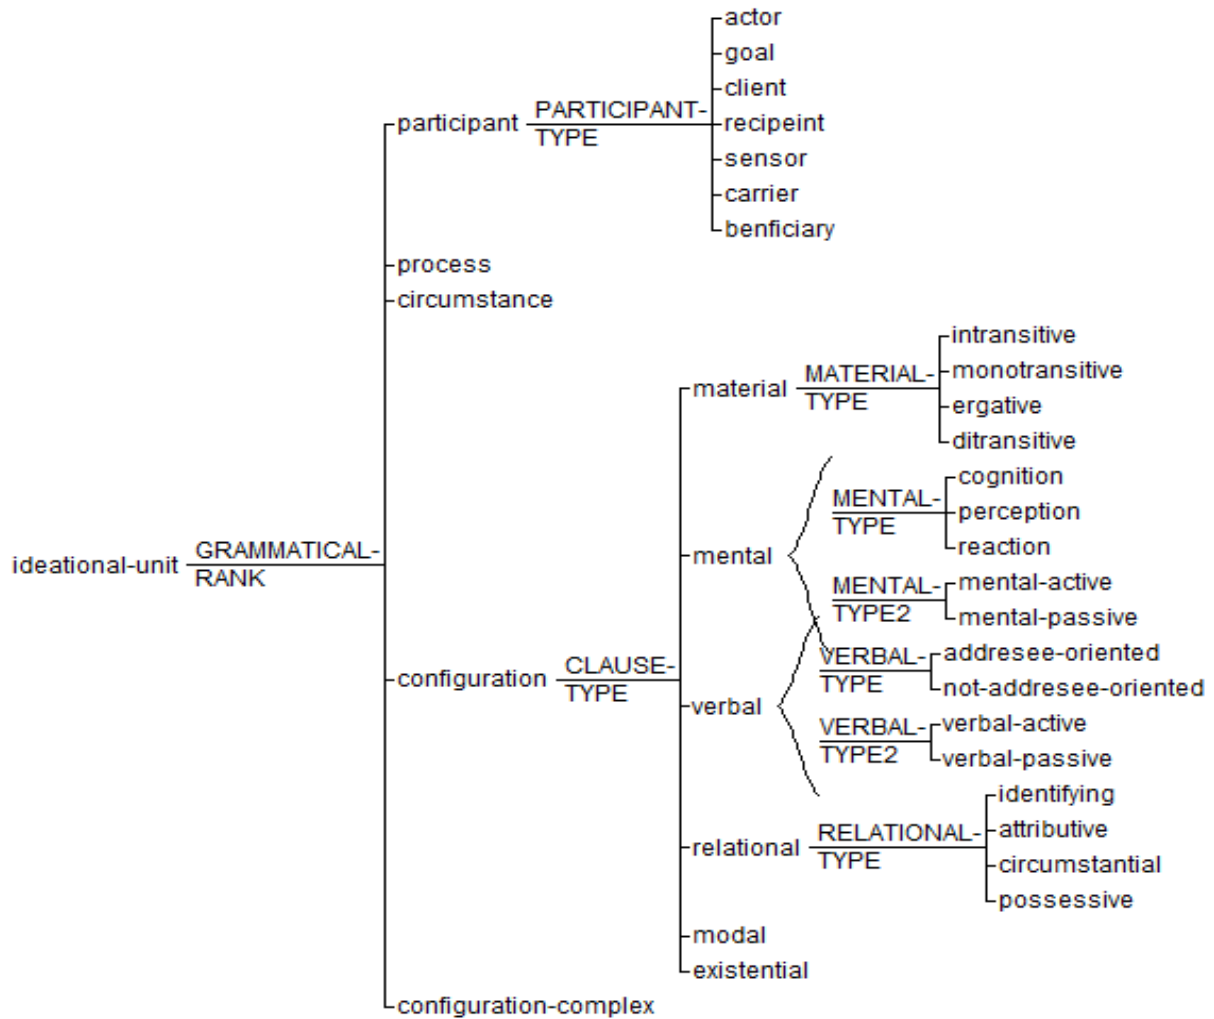 actor
goal
client
participant PARTICIPANT-TYPE recipeint
sensor
carrier
benficiary
process
circumstance
intransitive
material MATERIAL-TYPE monotransitive
ergative
ditransitive
cognition
MENTAL-TYPE perception
reaction
mental
ideational-unit GRAMMATICAL-RANK
MENTAL-TYPE2 mental-active
mental-passive
VERBAL-TYPE addresee-oriented
not-addresee-oriented
configuration CLAUSE-TYPE
verbal
VERBAL-TYPE2 verbal-active
verbal-passive
identifying
relational RELATIONAL-TYPE attributive
circumstantial
possessive
modal
existential
configuration-complex